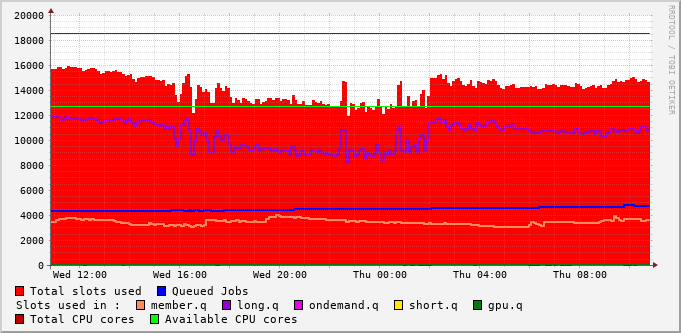 20000
18000
16000
14000
12000
10000
8000
6000
4000
2000
0
Wed 12:00 Wed 16:00 Wed 20:00 Thu 00:00 Thu 04:00 Thu 08:00
Total slots used Queued Jobs
Slots used in : member.q long.q ondemand.q short.q gpu.q
Total CPU cores Available CPU cores
RRDTOOL / TOBI OETIKER